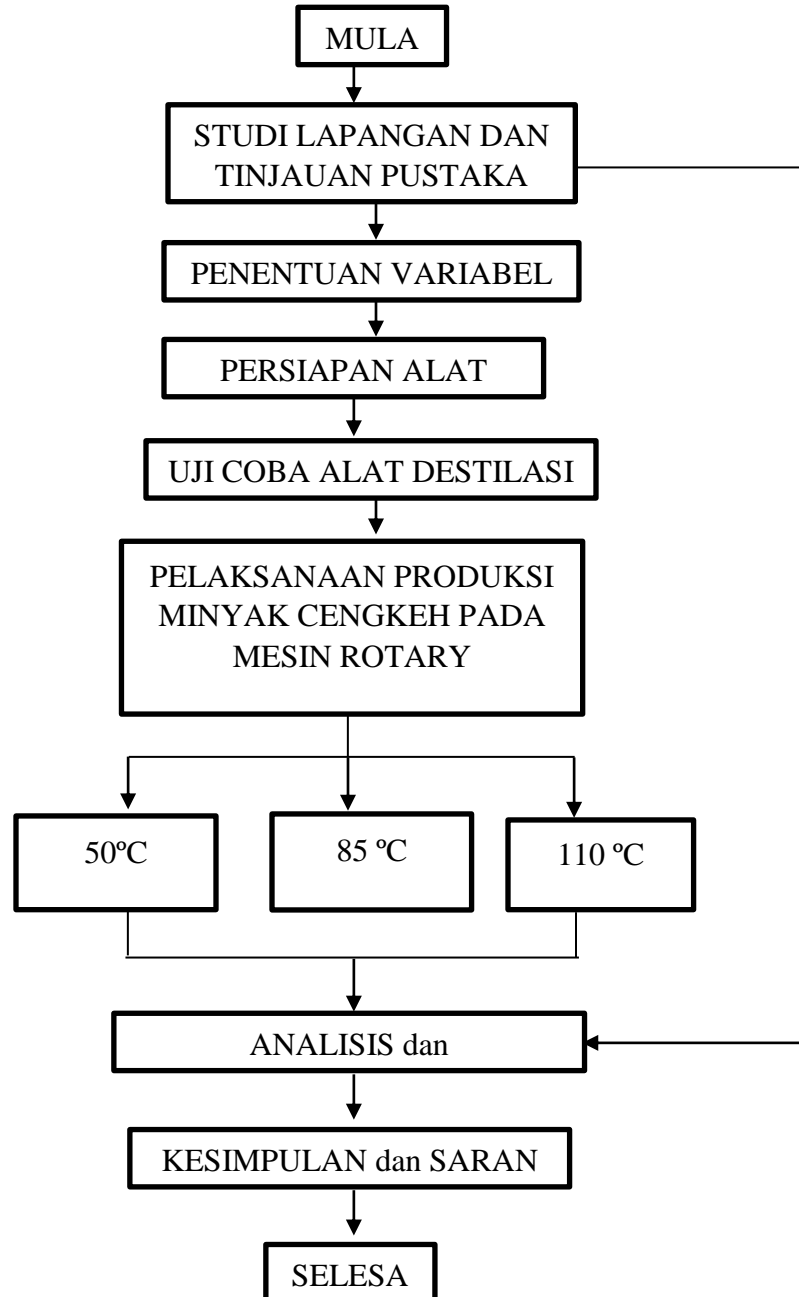 MULA
STUDI LAPANGAN DAN
TINJAUAN PUSTAKA
PENENTUAN VARIABEL
PERSIAPAN ALAT
UJI COBA ALAT DESTILASI
PELAKSANAAN PRODUKSI
MINYAK CENGKEH PADA
MESIN ROTARY
50ºC
85 ºC
110 ºC
ANALISIS dan
KESIMPULAN dan SARAN
SELESA